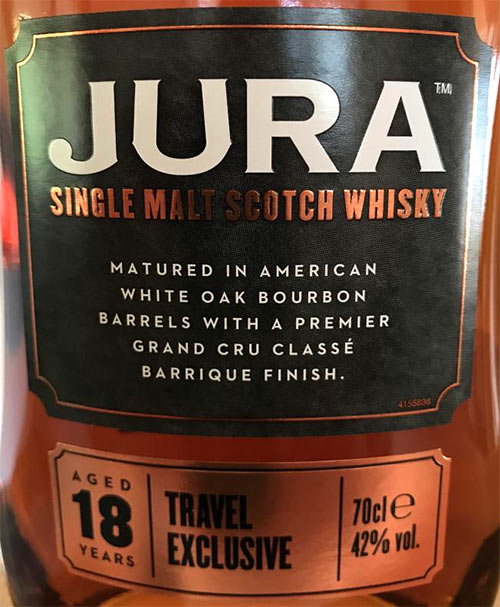 JURA TM
SINGLE MALT SCOTCH WHISKY
MATURED IN AMERICAN
WHITE OAK BOURBON
BARRELS WITH A PREMIER
GRAND CRU CLASSÉ
BARRIQUE FINISH.
4155836
AGED
18
YEARS
TRAVEL
EXCLUSIVE
70cl e
42% vol.